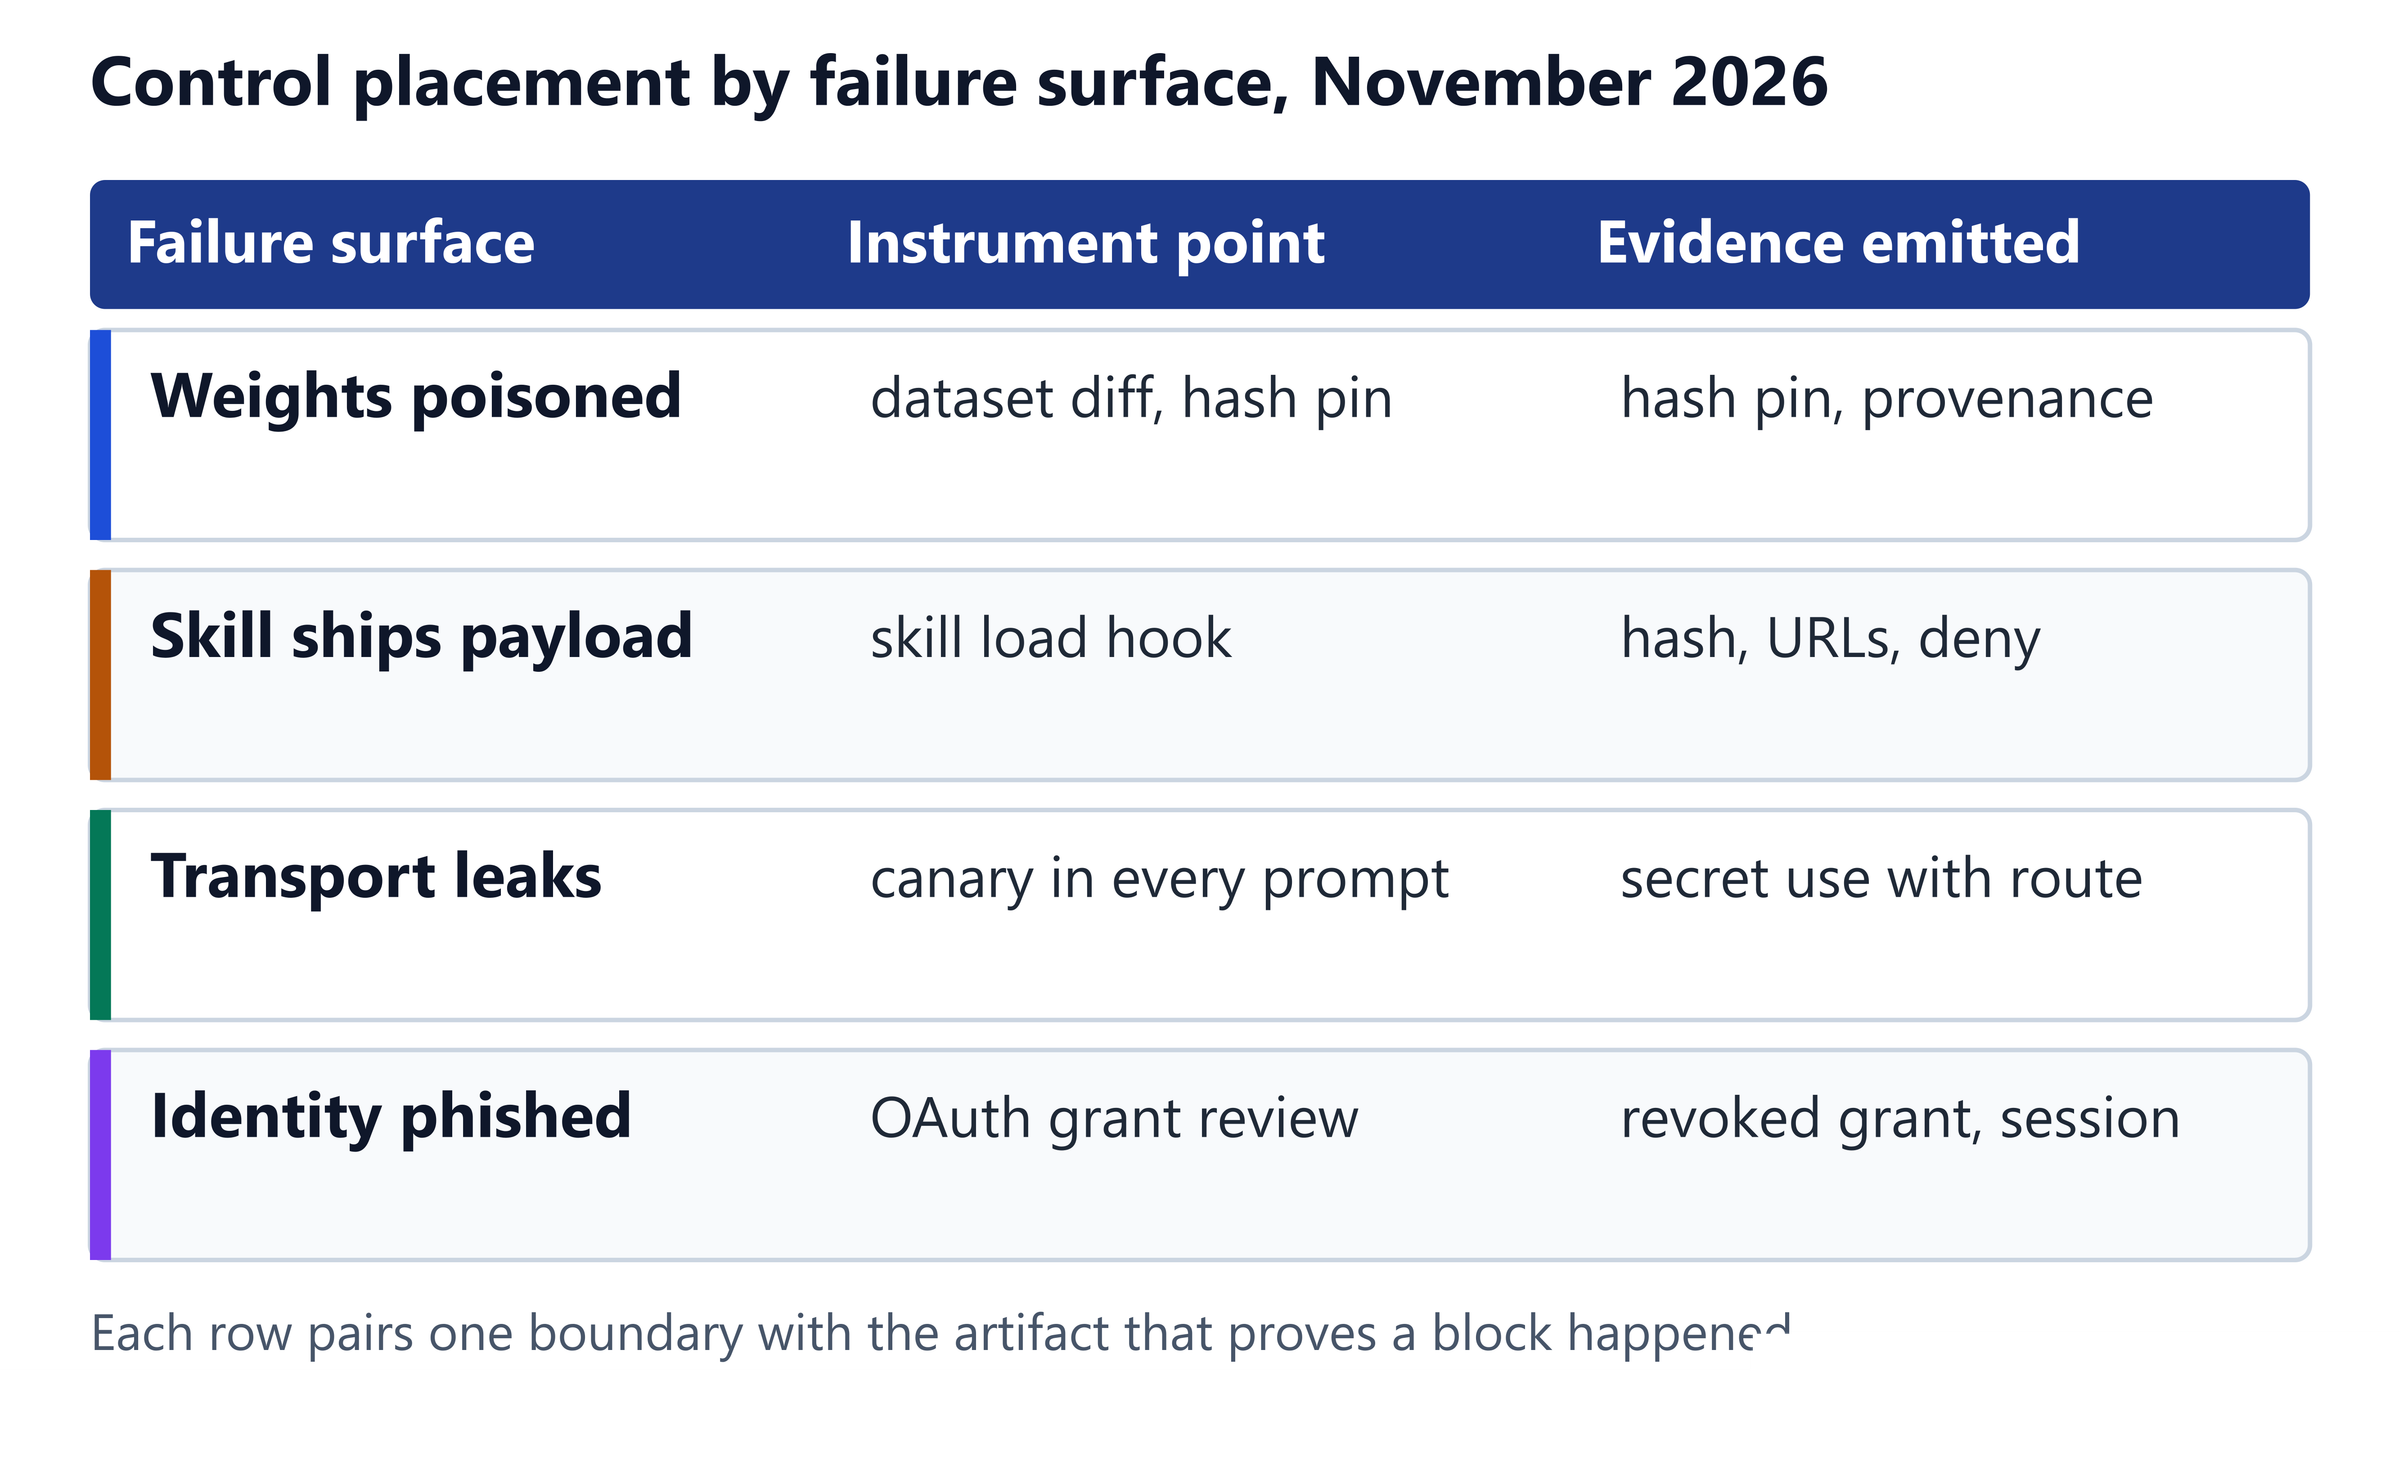 Control placement by failure surface, November 2026
Failure surface Instrument point Evidence emitted
Weights poisoned dataset diff, hash pin hash pin, provenance
Skill ships payload skill load hook hash, URLs, deny
Transport leaks canary in every prompt secret use with route
Identity phished OAuth grant review revoked grant, session
Each row pairs one boundary with the artifact that proves a block happened